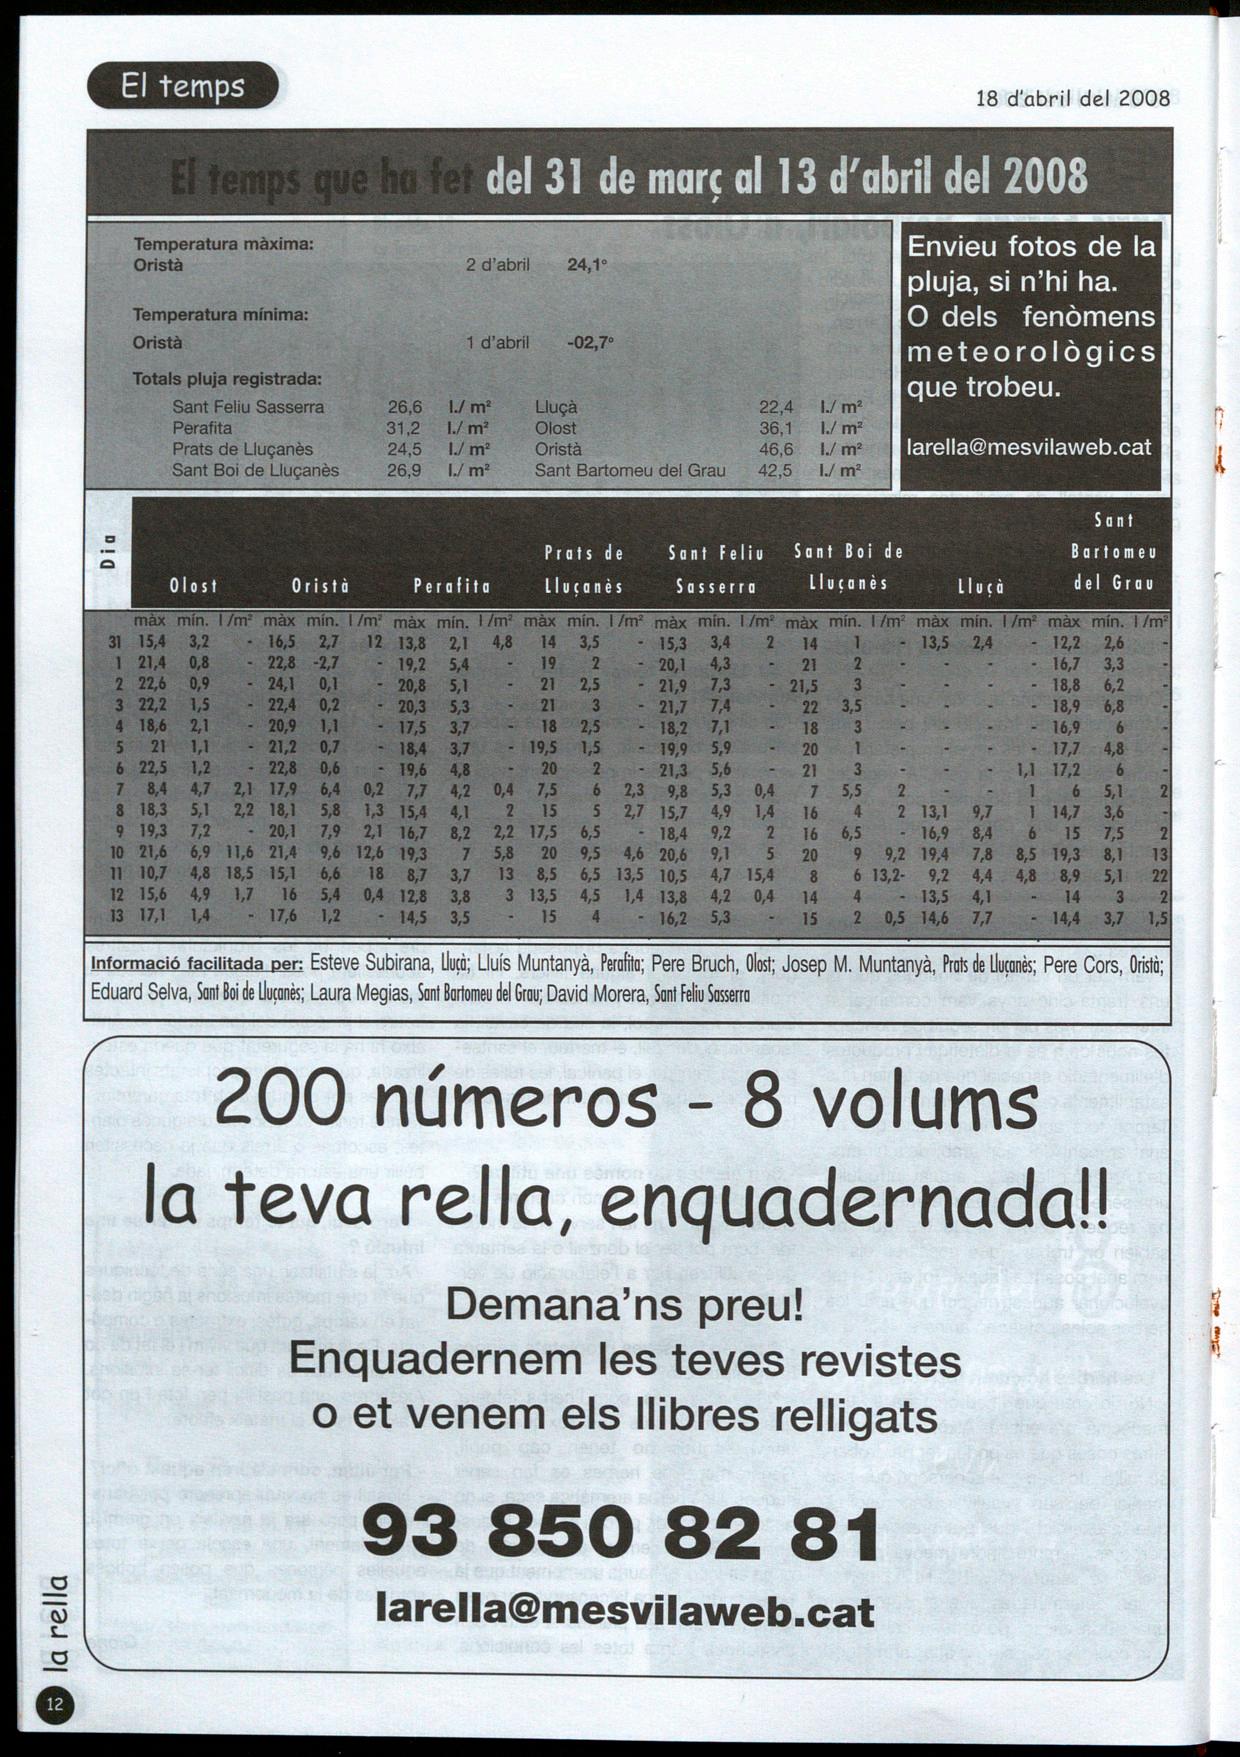 El temps
18 d'abril del 2008
El temps que ha fet del 31 de març al 13 d'abril del 2008
Temperatura màxima:
Oristà 2 d'abril 24,1º
Temperatura mínima:
Oristà 1 d'abril -02,7º
Totals pluja registrada:
Sant Feliu Sasserra 26,6 l./ m² Lluçà 22,4 l./ m²
Perafita 31,2 l./ m² Olost 36,1 l./ m²
Prats de Lluçanès 24,5 l./ m² Oristà 46,6 l./ m²
Sant Boi de Lluçanès 26,9 l./ m² Sant Bartomeu del Grau 42,5 l./ m²
Envieu fotos de la
pluja, si n'hi ha.
O dels fenòmens
meteorològics
que trobeu.
larella@mesvilaweb.cat
Dia
Olost
Oristà
Perafita
Prats de
Lluçanès
Sant Feliu
Sasserra
Sant Boi de
Lluçanès
Lluçà
Sant
Bartomeu
del Grau
màx mín. l/m² màx mín. l/m² màx mín. l/m² màx mín. l/m² màx mín. l/m² màx mín. l/m² màx mín. l/m² màx mín. l/m²
31 15,4 3,2 - 16,5 2,7 12 13,8 2,1 4,8 14 3,5 - 15,3 3,4 2 14 1 - 13,5 2,4 - 12,2 2,6 -
1 21,4 0,8 - 22,8 -2,7 - 19,2 5,4 - 19 2 - 20,1 4,3 - 21 2 - - - - 16,7 3,3 -
2 22,6 0,9 - 24,1 0,1 - 20,8 5,1 - 21 2,5 - 21,9 7,3 - 21,5 3 - - - - 18,8 6,2 -
3 22,2 1,5 - 22,4 0,2 - 20,3 5,3 - 21 3 - 21,7 7,4 - 22 3,5 - - - - 18,9 6,8 -
4 18,6 2,1 - 20,9 1,1 - 17,5 3,7 - 18 2,5 - 18,2 7,1 - 18 3 - - - - 16,9 6 -
5 21 1,1 - 21,2 0,7 - 18,4 3,7 - 19,5 1,5 - 19,9 5,9 - 20 1 - - - - 17,7 4,8 -
6 22,5 1,2 - 22,8 0,6 - 19,6 4,8 - 20 2 - 21,3 5,6 - 21 3 - - - 1,1 17,2 6 -
7 8,4 4,7 2,1 17,9 6,4 0,2 7,7 4,2 0,4 7,5 6 2,3 9,8 5,3 0,4 7 5,5 2 - - 1 6 5,1 2
8 18,3 5,1 2,2 18,1 5,8 1,3 15,4 4,1 2 15 5 2,7 15,7 4,9 1,4 16 4 2 13,1 9,7 1 14,7 3,6 -
9 19,3 7,2 - 20,1 7,9 2,1 16,7 8,2 2,2 17,5 6,5 - 18,4 9,2 2 16 6,5 - 16,9 8,4 6 15 7,5 2
10 21,6 6,9 11,6 21,4 9,6 12,6 19,3 7 5,8 20 9,5 4,6 20,6 9,1 5 20 9 9,2 19,4 7,8 8,5 19,3 8,1 13
11 10,7 4,8 18,5 15,1 6,6 18 8,7 3,7 13 8,5 6,5 13,5 10,5 4,7 15,4 8 6 13,2- 9,2 4,4 4,8 8,9 5,1 22
12 15,6 4,9 1,7 16 5,4 0,4 12,8 3,8 3 13,5 4,5 1,4 13,8 4,2 0,4 14 4 - 13,5 4,1 - 14 3 2
13 17,1 1,4 - 17,6 1,2 - 14,5 3,5 - 15 4 - 16,2 5,3 - 15 2 0,5 14,6 7,7 - 14,4 3,7 1,5
Informació facilitada per: Esteve Subirana, Lluçà; Lluís Muntanyà, Perafita; Pere Bruch, Olost; Josep M. Muntanyà, Prats de Lluçanès; Pere Cors, Oristà;
Eduard Selva, Sant Boi de Lluçanès; Laura Megias, Sant Bartomeu del Grau; David Morera, Sant Feliu Sasserra
200 números - 8 volums
la teva rella, enquadernada!!
Demana'ns preu!
Enquadernem les teves revistes
o et venem els llibres relligats
93 850 82 81
larella@mesvilaweb.cat
la rella
12